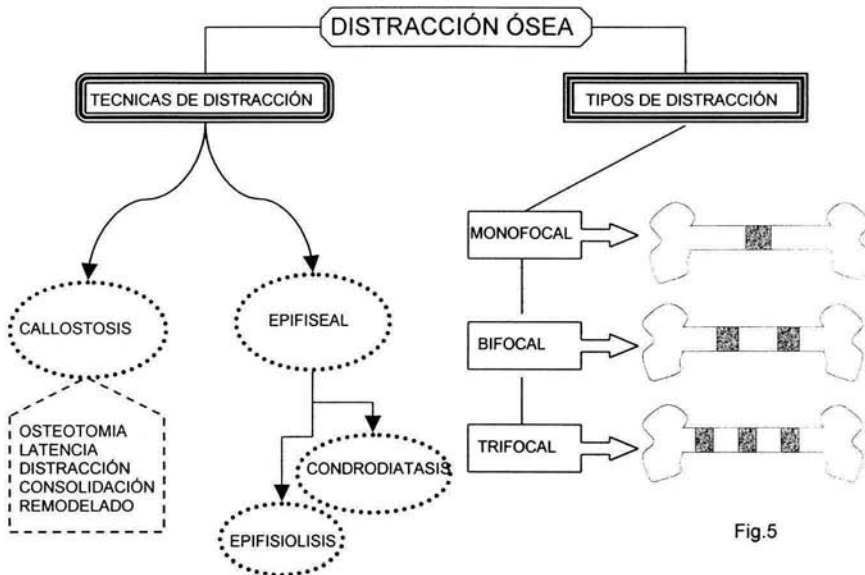 DISTRACCIÓN ÓSEA
TECNICAS DE DISTRACCIÓN
TIPOS DE DISTRACCIÓN
CALLOSTOSIS
EPIFISEAL
OSTEOTOMIA
LATENCIA
DISTRACCIÓN
CONSOLIDACIÓN
REMODELADO
CONDRODIATASIS
EPIFISIOLISIS
MONOFOCAL
BIFOCAL
TRIFOCAL
Fig.5